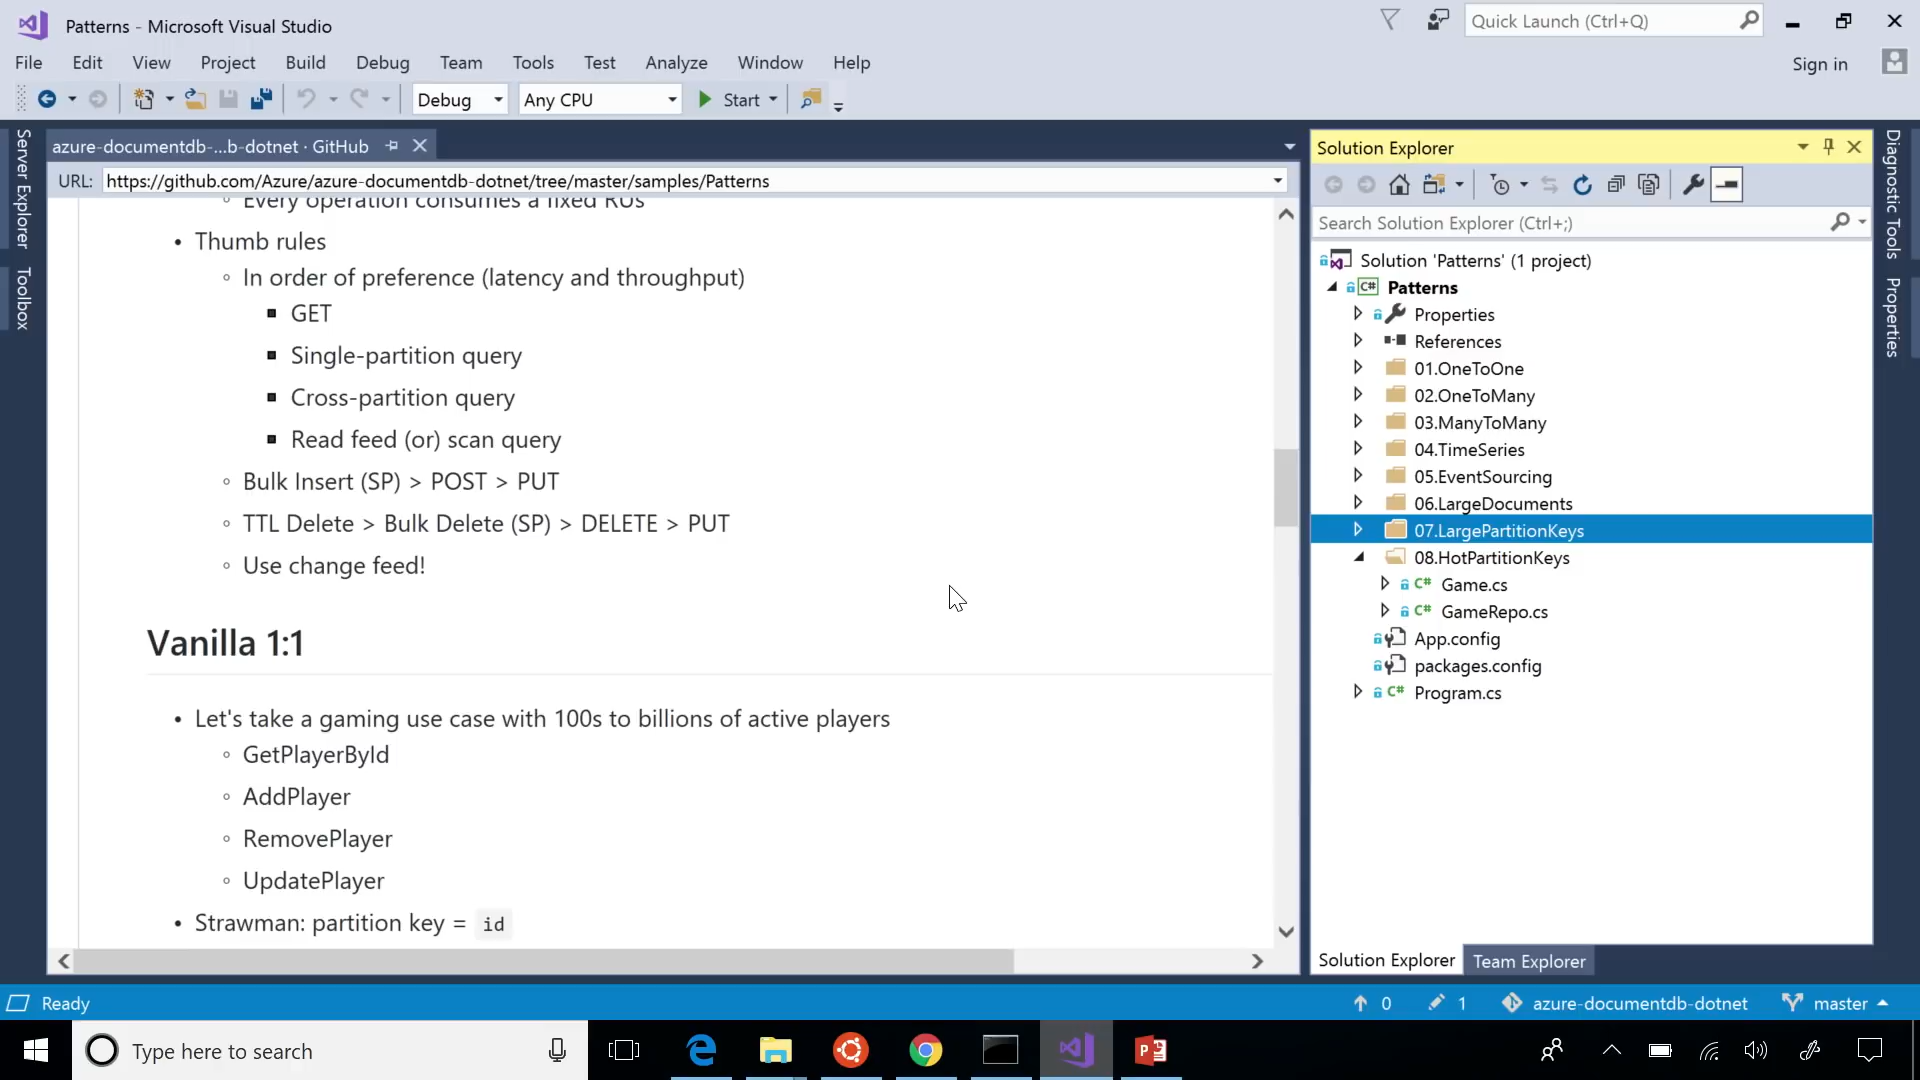 Patterns - Microsoft Visual Studio
Quick Launch (Ctrl+Q)
File Edit View Project Build Debug Team Tools Test Analyze Window Help
Sign in
Debug Any CPU Start
azure-documentdb-...b-dotnet · GitHub
URL: https://github.com/Azure/azure-documentdb-dotnet/tree/master/samples/Patterns
Server Explorer
Toolbox
Every operation consumes a fixed RUs
Thumb rules
In order of preference (latency and throughput)
GET
Single-partition query
Cross-partition query
Read feed (or) scan query
Bulk Insert (SP) > POST > PUT
TTL Delete > Bulk Delete (SP) > DELETE > PUT
Use change feed!
Vanilla 1:1
Let's take a gaming use case with 100s to billions of active players
GetPlayerById
AddPlayer
RemovePlayer
UpdatePlayer
Strawman: partition key = id
Solution Explorer
Search Solution Explorer (Ctrl+;)
Solution 'Patterns' (1 project)
C# Patterns
Properties
References
01.OneToOne
02.OneToMany
03.ManyToMany
04.TimeSeries
05.EventSourcing
06.LargeDocuments
07.LargePartitionKeys
08.HotPartitionKeys
C# Game.cs
C# GameRepo.cs
App.config
packages.config
C# Program.cs
Solution Explorer Team Explorer
Diagnostic Tools
Properties
Ready
0 1 azure-documentdb-dotnet master
Type here to search